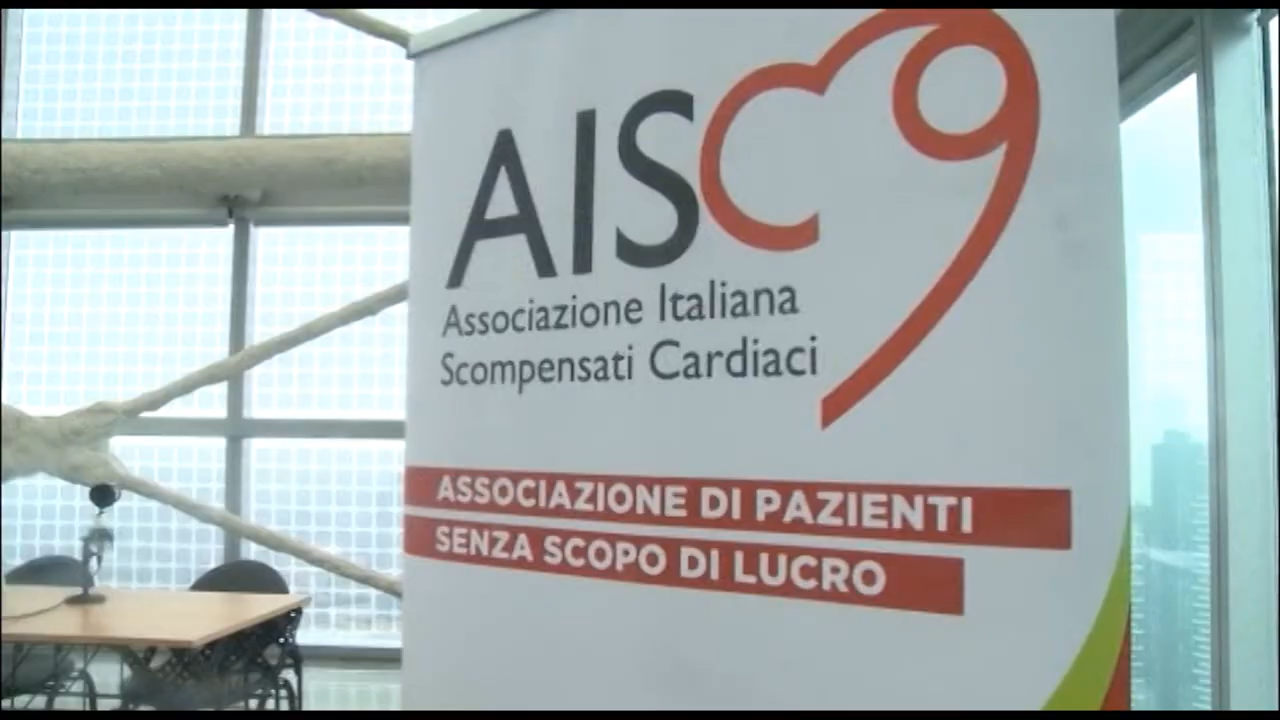 AISC
Associazione Italiana
Scompensati Cardiaci
ASSOCIAZIONE DI PAZIENTI
SENZA SCOPO DI LUCRO